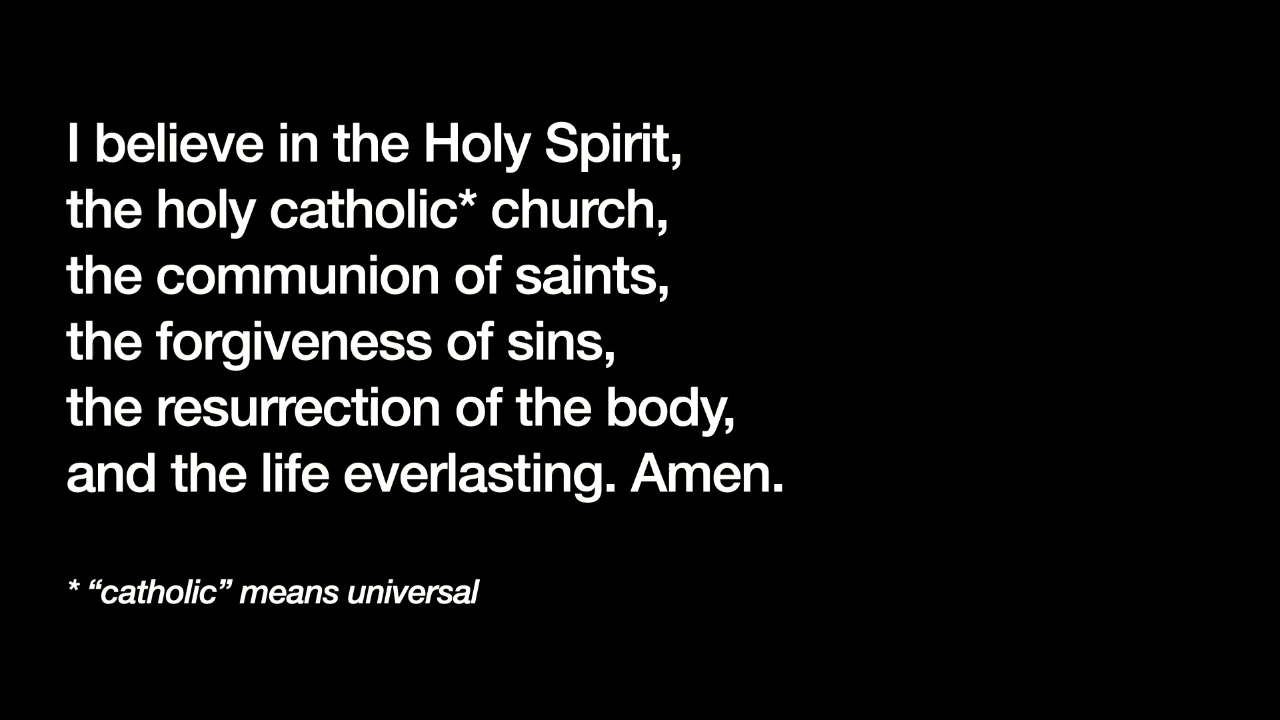 I believe in the Holy Spirit,
the holy catholic* church,
the communion of saints,
the forgiveness of sins,
the resurrection of the body,
and the life everlasting. Amen.
* “catholic” means universal